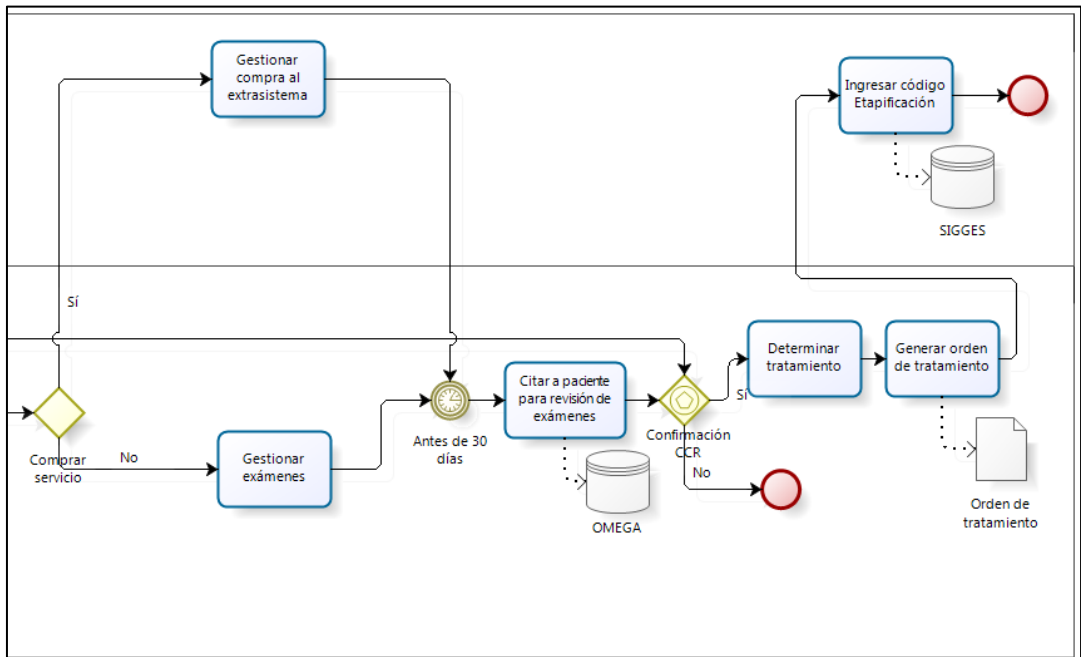 Gestionar
compra al
extrasistema
Ingresar código
Etapificación
SIGGES
Sí
Comprar
servicio
No
Gestionar
exámenes
Antes de 30
días
Citar a paciente
para revisión de
exámenes
OMEGA
Confirmación
CCR
Sí
No
Determinar
tratamiento
Generar orden
de tratamiento
Orden de
tratamiento